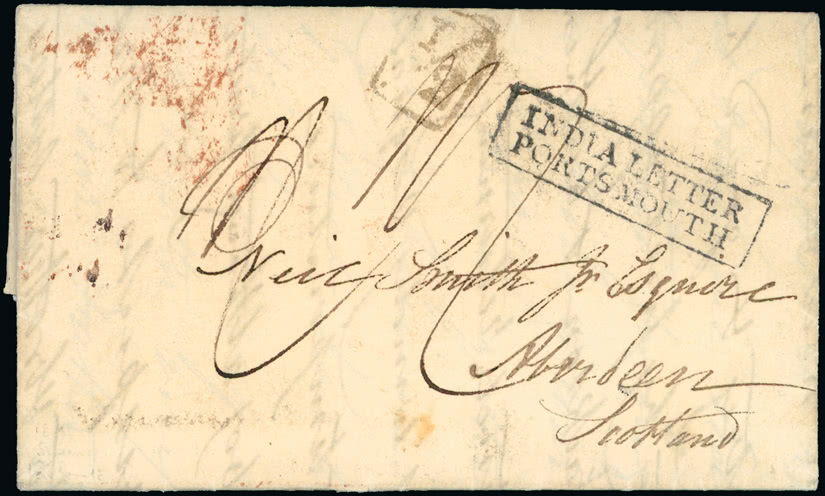 INDIA LETTER
PORTSMOUTH
Neil Smith Jr. Esquire
Aberdeen
Scotland